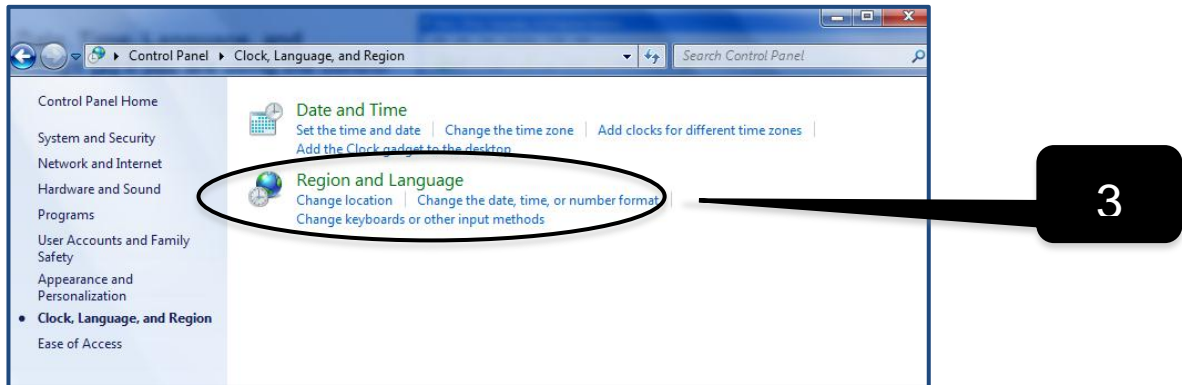 Control Panel Clock, Language, and Region
Search Control Panel
Control Panel Home
System and Security
Network and Internet
Hardware and Sound
Programs
User Accounts and Family
Safety
Appearance and
Personalization
Clock, Language, and Region
Ease of Access
Date and Time
Set the time and date Change the time zone Add clocks for different time zones
Add the Clock gadget to the desktop
Region and Language
Change location Change the date, time, or number format
Change keyboards or other input methods
3